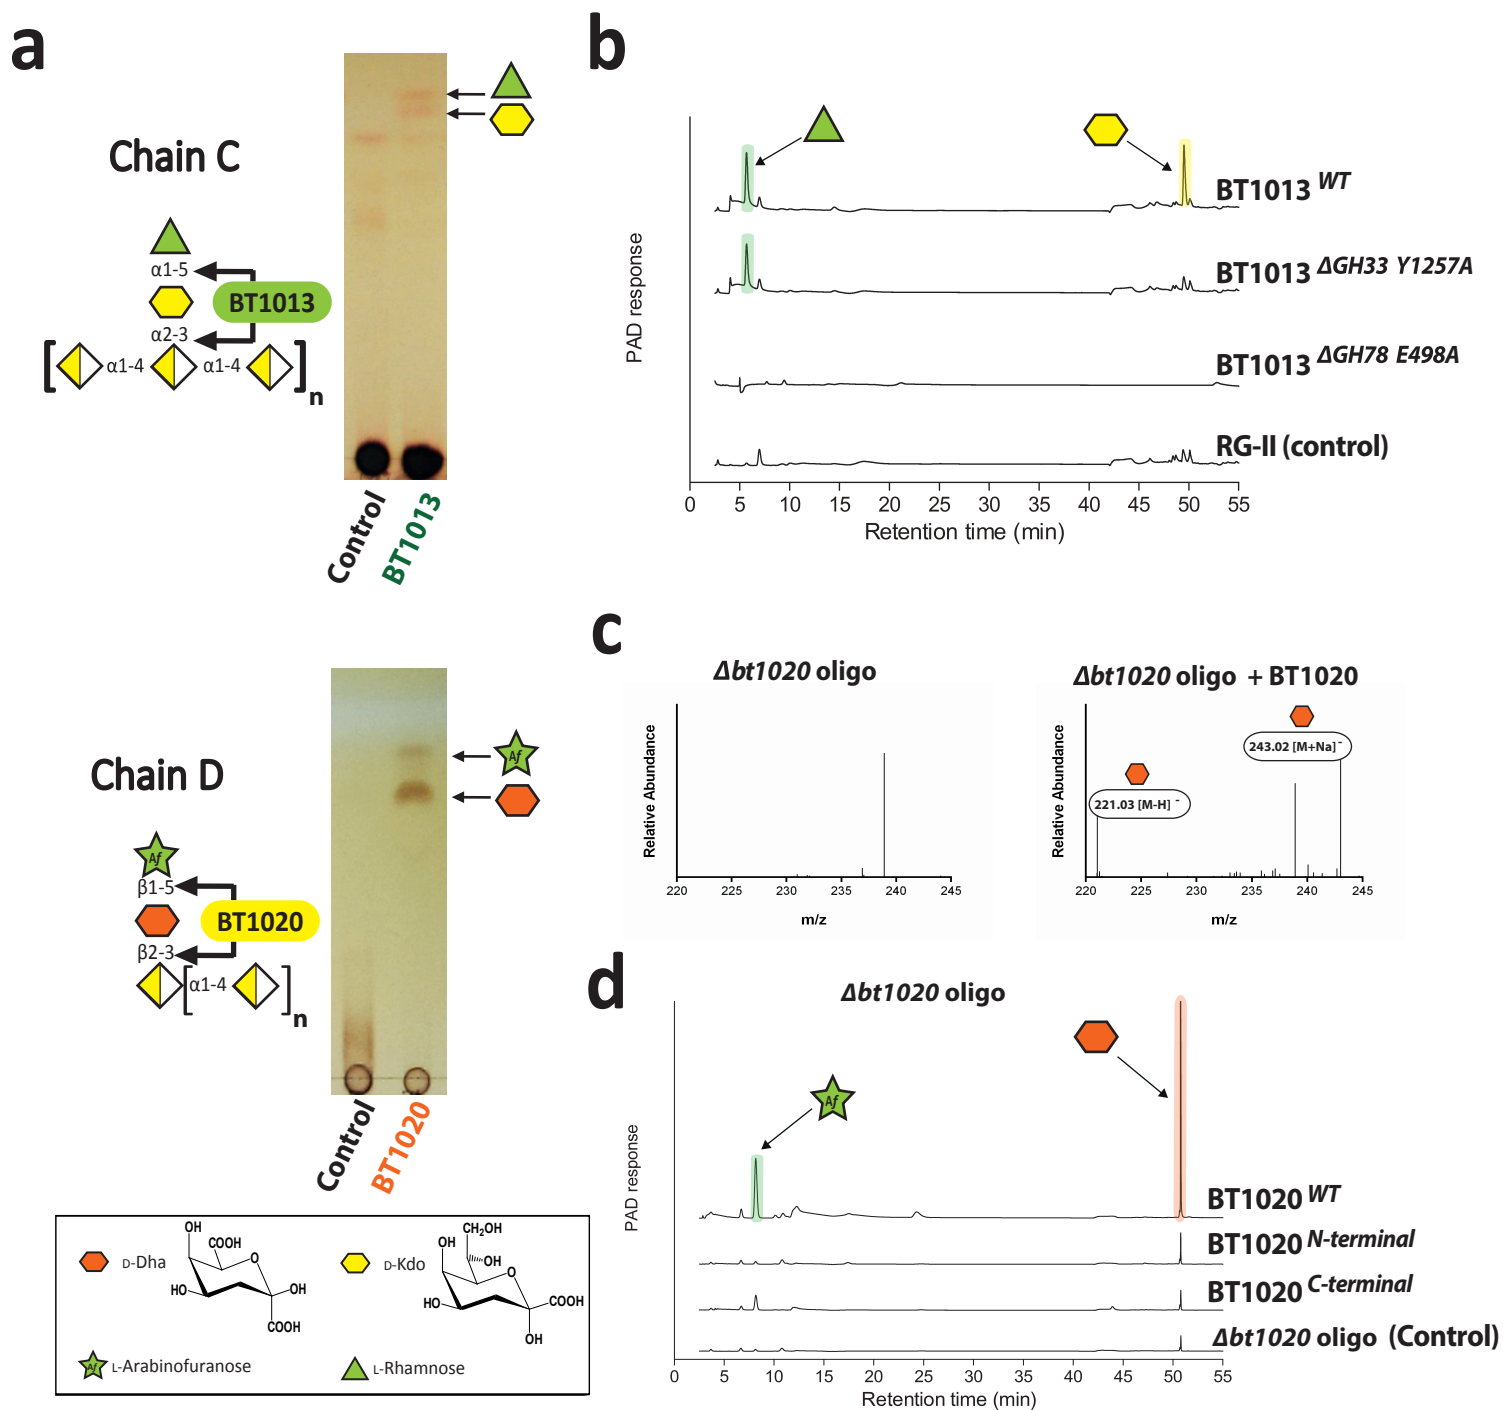 a
Chain C
α1-5
BT1013
α2-3
α1-4
α1-4
n
Control
BT1013
b
PAD response
BT1013 WT
BT1013 ΔGH33 Y1257A
BT1013 ΔGH78 E498A
RG-II (control)
0 5 10 15 20 25 30 35 40 45 50 55
Retention time (min)
Chain D
Af
β1-5
BT1020
β2-3
α1-4
n
Af
Control
BT1020
c
Δbt1020 oligo
Relative Abundance
220 225 230 235 240 245
m/z
Δbt1020 oligo + BT1020
Relative Abundance
243.02 [M+Na]-
221.03 [M-H] -
220 225 230 235 240 245
m/z
d
Δbt1020 oligo
Af
PAD response
BT1020 WT
BT1020 N-terminal
BT1020 C-terminal
Δbt1020 oligo (Control)
0 5 10 15 20 25 30 35 40 45 50 55
Retention time (min)
D-Dha
OH
COOH
O
HO
OH
COOH
D-Kdo
CH2OH
OH
OH
O
HO
COOH
OH
Af
L-Arabinofuranose
L-Rhamnose